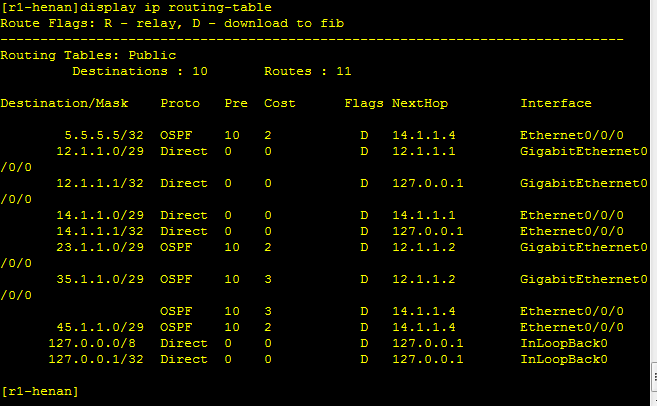 [r1-henan]display ip routing-table
Route Flags: R - relay, D - download to fib
------------------------------------------------------------------------------
Routing Tables: Public
         Destinations : 10       Routes : 11

Destination/Mask    Proto   Pre  Cost      Flags NextHop         Interface

        5.5.5.5/32  OSPF    10   2           D   14.1.1.4        Ethernet0/0/0
       12.1.1.0/29  Direct  0    0           D   12.1.1.1        GigabitEthernet0
/0/0
       12.1.1.1/32  Direct  0    0           D   127.0.0.1       GigabitEthernet0
/0/0
       14.1.1.0/29  Direct  0    0           D   14.1.1.1        Ethernet0/0/0
       14.1.1.1/32  Direct  0    0           D   127.0.0.1       Ethernet0/0/0
       23.1.1.0/29  OSPF    10   2           D   12.1.1.2        GigabitEthernet0
/0/0
       35.1.1.0/29  OSPF    10   3           D   12.1.1.2        GigabitEthernet0
/0/0
                    OSPF    10   3           D   14.1.1.4        Ethernet0/0/0
       45.1.1.0/29  OSPF    10   2           D   14.1.1.4        Ethernet0/0/0
      127.0.0.0/8   Direct  0    0           D   127.0.0.1       InLoopBack0
      127.0.0.1/32  Direct  0    0           D   127.0.0.1       InLoopBack0

[r1-henan]